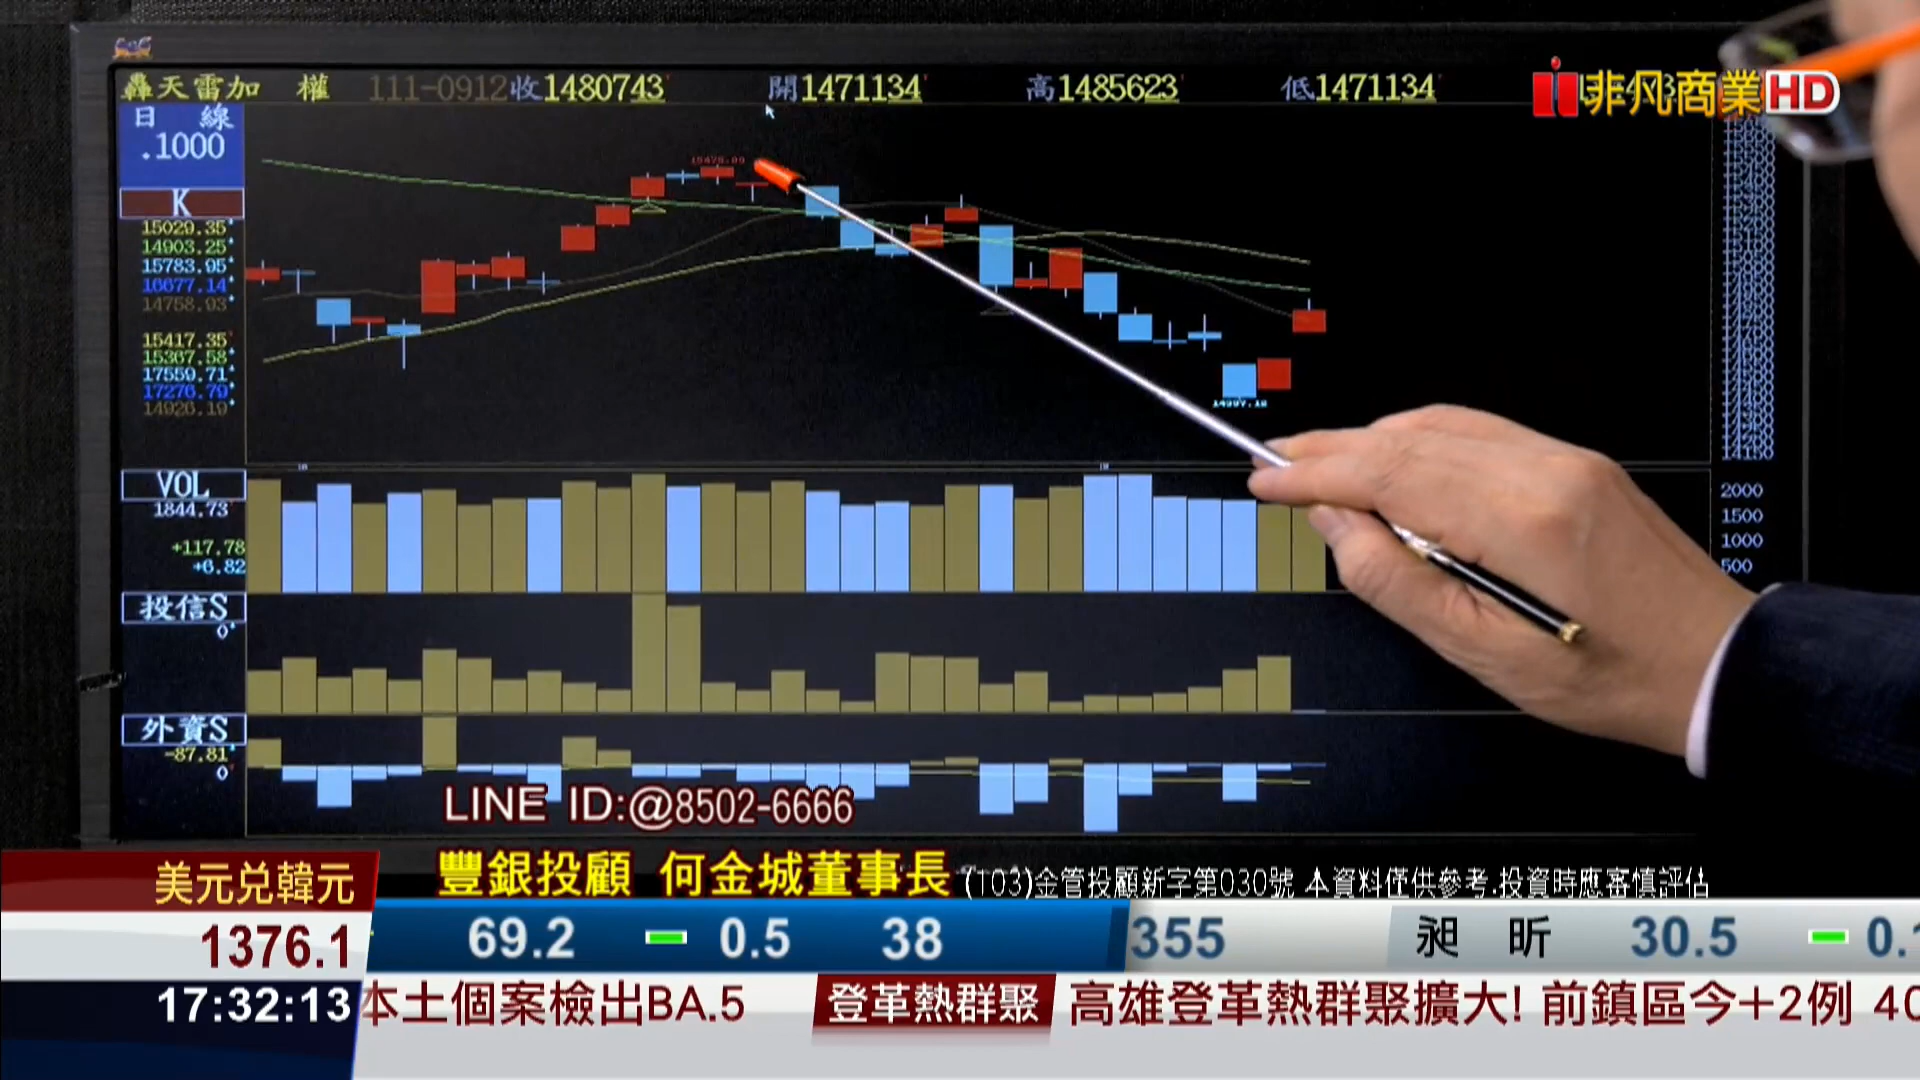 轟天雷加 權 111-0912收1480743 開1471134 高1485623 低1471134
非凡商業HD
日 線
.1000
K
15029.35
14903.25
15783.95
16677.14
14758.93
15417.35
15367.58
17559.71
17276.79
14926.19
15475.09
14150
VOL
1844.73
+117.78
+6.82
2000
1500
1000
500
投信S
0
外資S
-87.81
0
LINE ID:@8502-6666
豐銀投顧 何金城董事長 (103)金管投顧新字第030號 本資料僅供參考.投資時應審慎評估
美元兌韓元
1376.1
69.2 0.5 38 355 昶 昕 30.5 0.1
17:32:13
本土個案檢出BA.5 登革熱群聚 高雄登革熱群聚擴大! 前鎮區今+2例